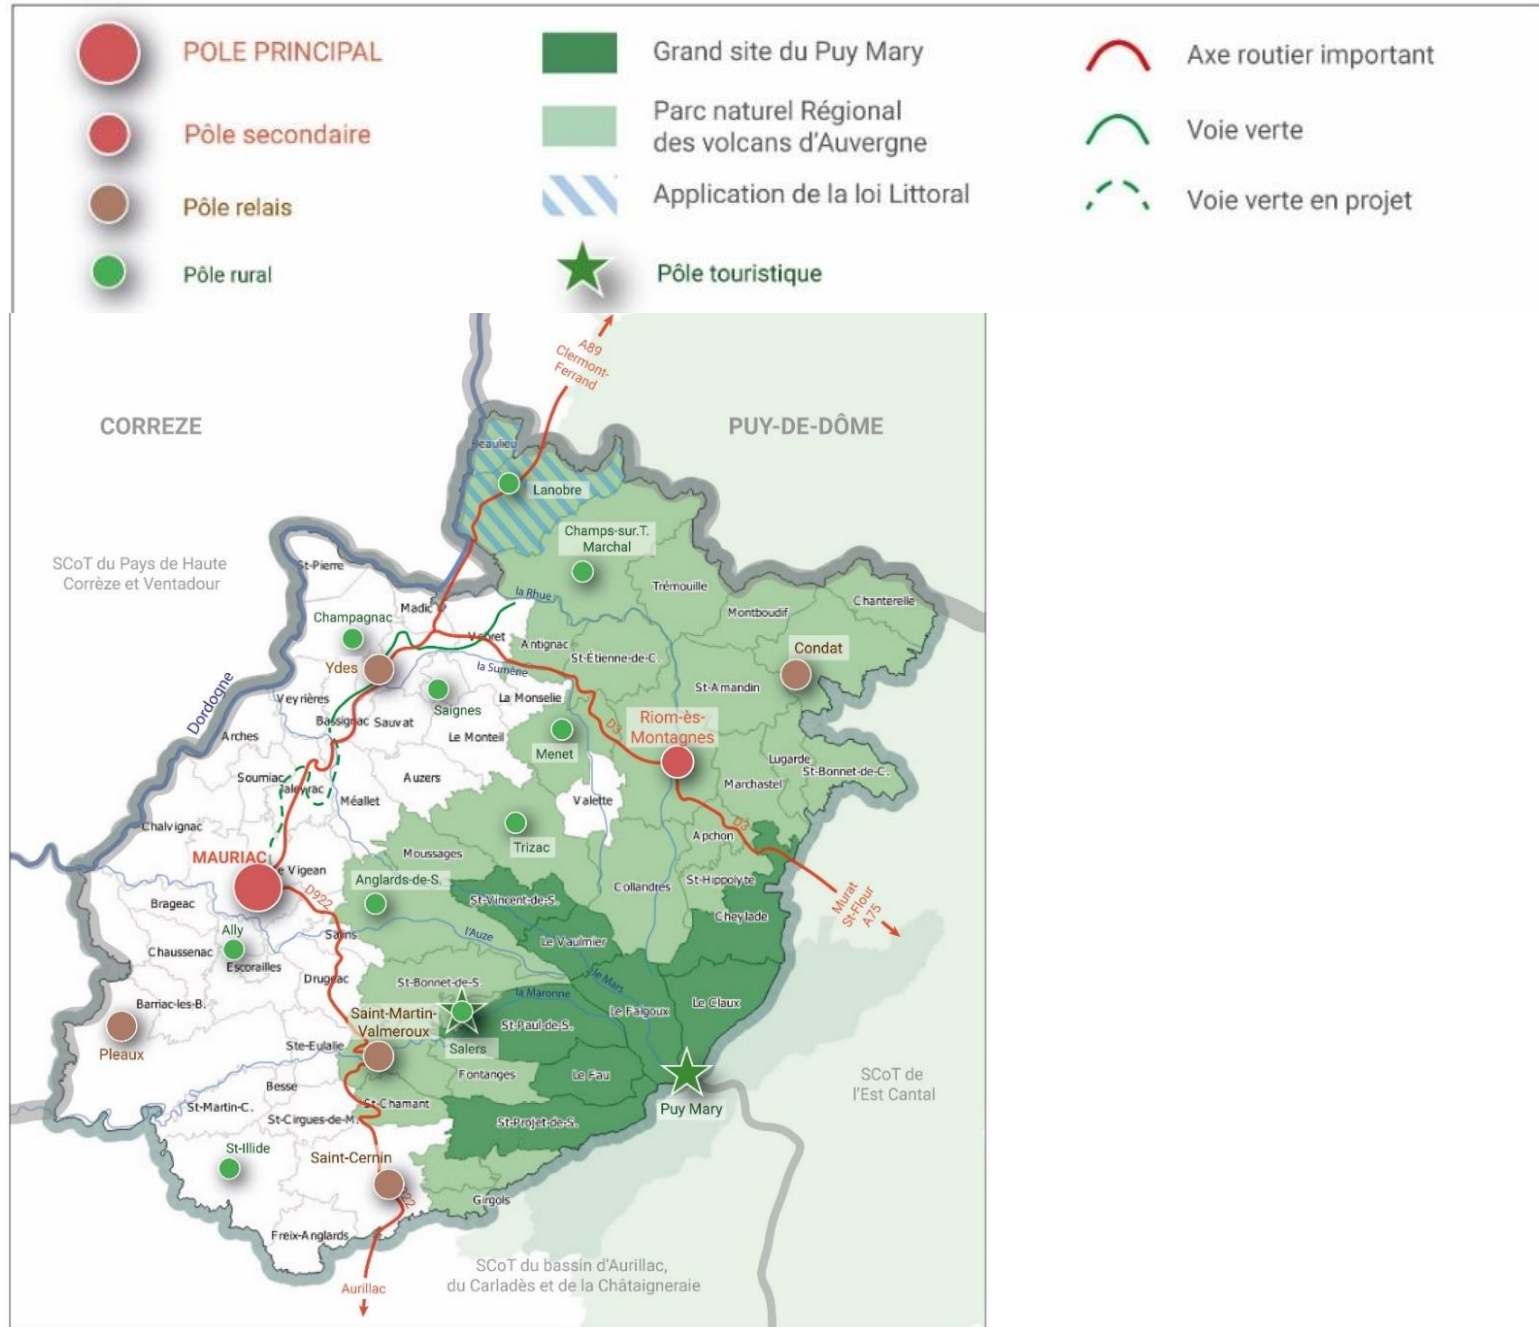 POLE PRINCIPAL
Grand site du Puy Mary
Axe routier important
Pôle secondaire
Parc naturel Régional
des volcans d'Auvergne
Voie verte
Pôle relais
Application de la loi Littoral
Voie verte en projet
Pôle rural
Pôle touristique
A89
Clermont-
Ferrand
CORREZE
PUY-DE-DÔME
Beaulieu
Lanobre
SCoT du Pays de Haute
Corrèze et Ventadour
Champs-sur.T.
Marchal
St-Pierre
Trémouille
la Rhue
Madic
Montboudif
Chanterelle
Champagnac
Vebret
Antignac
Condat
Ydes
la Sumène
St-Étienne-de-C.
St-Amandin
Dordogne
Veyrières
Saignes
La Monselie
Bassignac
Sauvat
Riom-ès-
Montagnes
D3
Arches
Le Monteil
Menet
Lugarde
St-Bonnet-de-C.
Sourniac
Jaleyrac
Auzers
Méallet
Valette
Marchastel
Chalvignac
Trizac
Apchon
D3
MAURIAC
Le Vigean
Moussages
Anglards-de-S.
St-Hippolyte
Collandres
D922
Brageac
St-Vincent-de-S.
Cheylade
Murat
St-Flour
A75
Ally
Salins
l'Auze
Le Vaulmier
Chaussenac
Escorailles
Drugeac
St-Bonnet-de-S.
le Mars
la Maronne
Le Claux
Barriac-les-B.
Saint-Martin-
Valmeroux
Le Falgoux
St-Paul-de-S.
Pleaux
Ste-Eulalie
Salers
Fontanges
Le Fau
SCoT de
l'Est Cantal
Besse
St-Martin-C.
St-Chamant
Puy Mary
St-Cirgues-de-M.
St-Projet-de-S.
St-Illide
Saint-Cernin
Girgols
Freix-Anglards
SCoT du bassin d'Aurillac,
du Carladès et de la Châtaigneraie
Aurillac